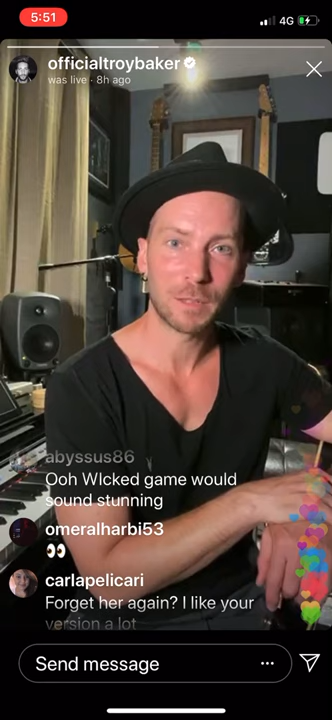 5:51
4G
officialtroybaker
was live · 8h ago
abyssus86
Ooh WIcked game would
sound stunning
omeralharbi53
👀
carlapelicari
Forget her again? I like your
version a lot
Send message